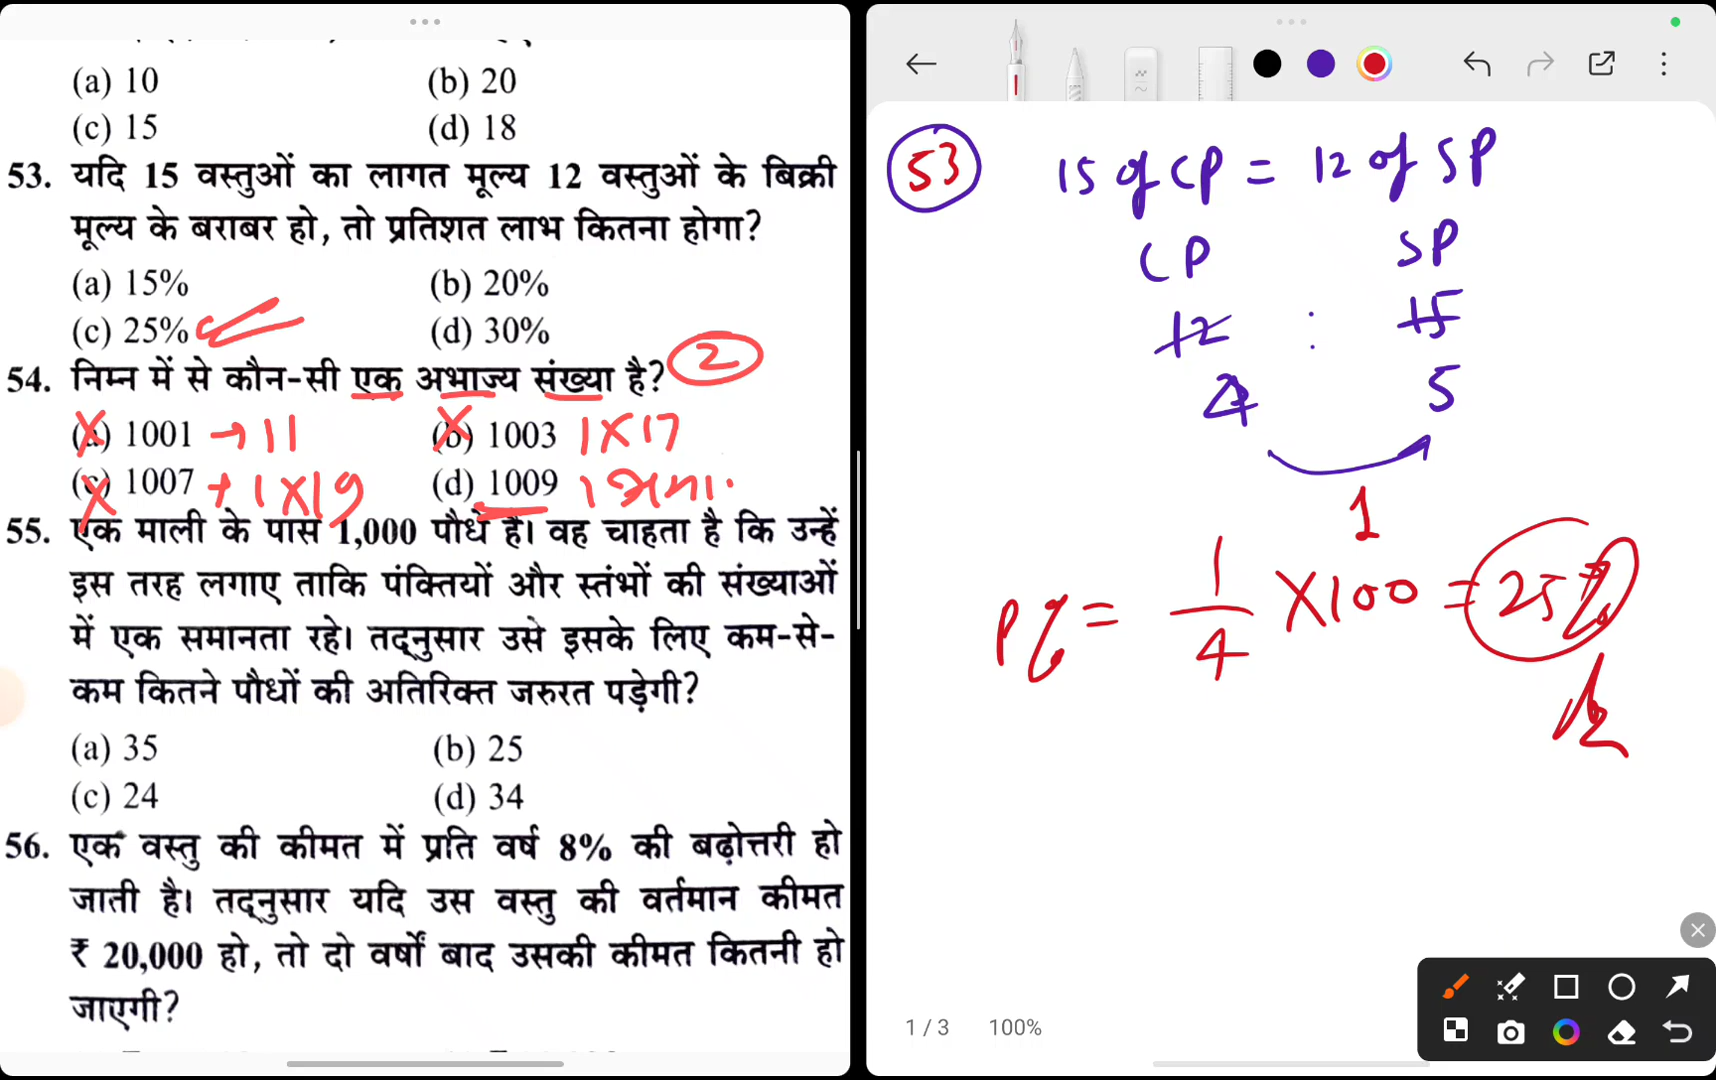 (a) 10 (b) 20
(c) 15 (d) 18
53. यदि 15 वस्तुओं का लागत मूल्य 12 वस्तुओं के बिक्री
मूल्य के बराबर हो, तो प्रतिशत लाभ कितना होगा?
(a) 15% (b) 20%
(c) 25% (d) 30%
54. निम्न में से कौन-सी एक अभाज्य संख्या है? 2
(a) 1001 → 11 (b) 1003 1×17
(c) 1007 → 1×19 (d) 1009 1
55. एक माली के पास 1,000 पौधे है। वह चाहता है कि उन्हें
इस तरह लगाए ताकि पंक्तियों और स्तंभों की संख्याओं
में एक समानता रहे। तद्नुसार उसे इसके लिए कम-से-
कम कितने पौधों की अतिरिक्त जरुरत पड़ेगी?
(a) 35 (b) 25
(c) 24 (d) 34
56. एक वस्तु की कीमत में प्रति वर्ष 8% की बढ़ोत्तरी हो
जाती है। तद्नुसार यदि उस वस्तु की वर्तमान कीमत
₹ 20,000 हो, तो दो वर्षों बाद उसकी कीमत कितनी हो
जाएगी?
53 15 of CP = 12 of SP
CP SP
12 : 15
4 5
1
P% = 1/4 × 100 = 25%
1 / 3 100%